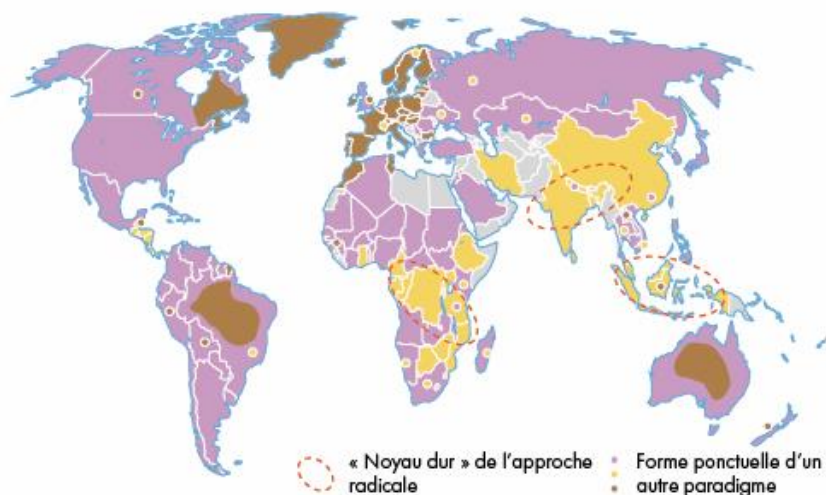 « Noyau dur » de l’approche
radicale
Forme ponctuelle d’un
autre paradigme